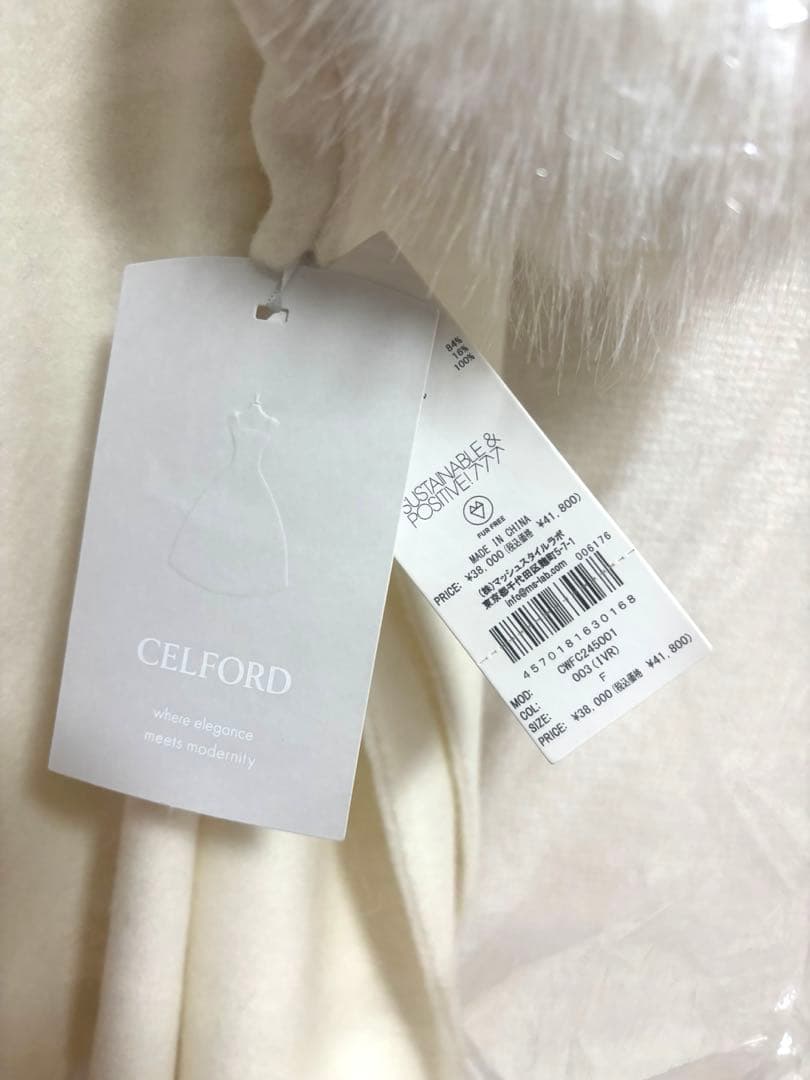 CELFORD
where elegance
meets modernity
84%
16%
100%
SUSTAINABLE &
POSITIVE!
FUR FREE
MADE IN CHINA
PRICE: ¥38,000(税込価格 ¥41,800)
(株)マッシュスタイルラボ
東京都千代田区麹町5-7-1
info@ms-lab.com 006176
4570181630168
MOD: CWFC245001
COL: 003(IVR)
SIZE: F
PRICE: ¥38,000(税込価格 ¥41,800)